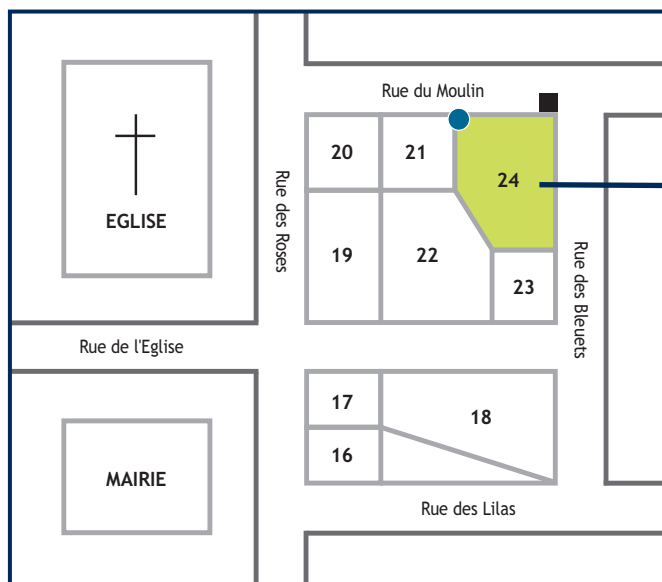 Rue du Moulin
20
21
24
EGLISE
Rue des Roses
19
22
23
Rue des Bleuets
Rue de l'Eglise
17
18
16
MAIRIE
Rue des Lilas